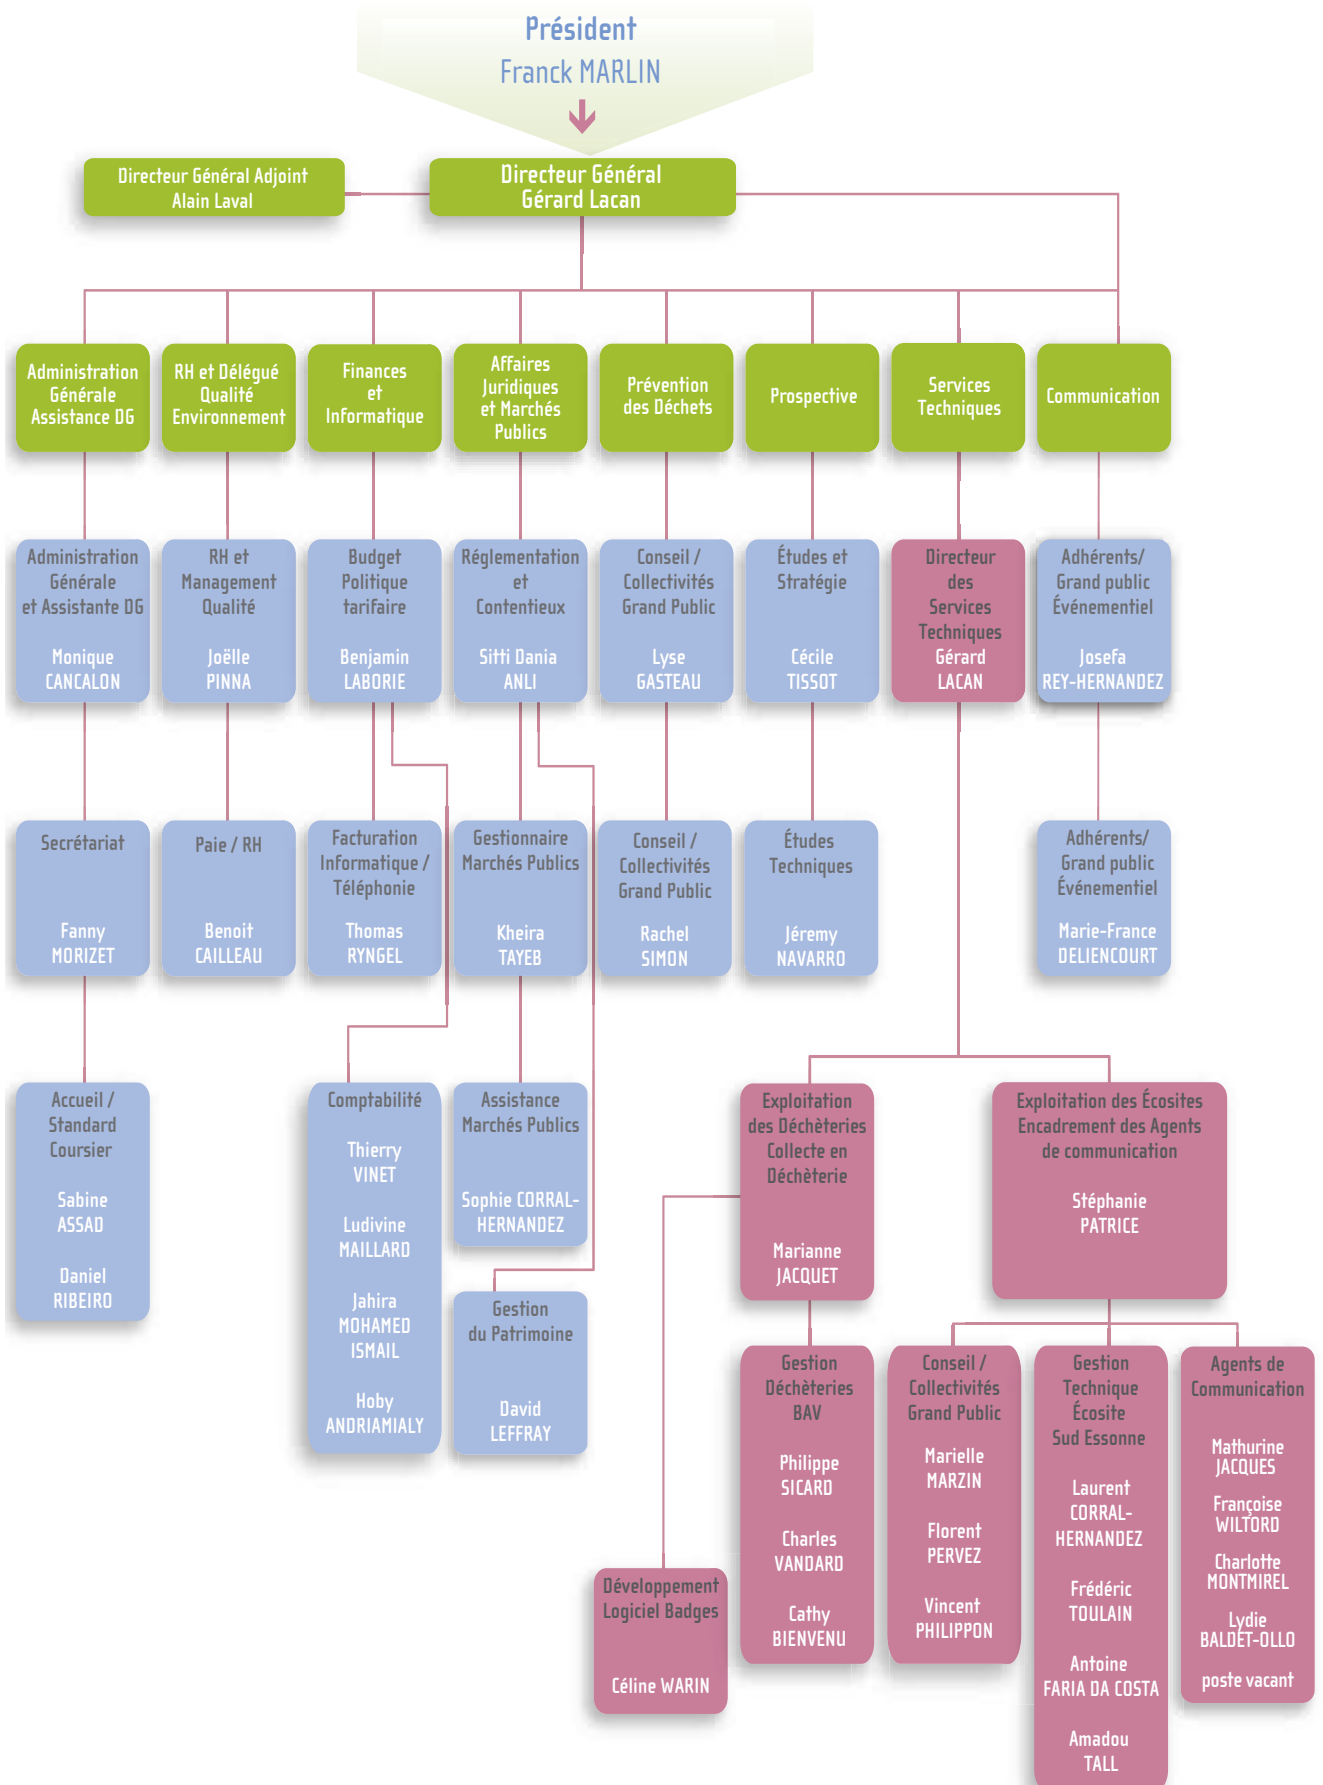 Président
Franck MARLIN
Directeur Général Adjoint
Alain Laval
Directeur Général
Gérard Lacan
Administration
Générale
Assistance DG
RH et Délégué
Qualité
Environnement
Finances
et
Informatique
Affaires
Juridiques
et Marchés
Publics
Prévention
des Déchets
Prospective
Services
Techniques
Communication
Administration
Générale
et Assistante DG
Monique
CANCALON
RH et
Management
Qualité
Joëlle
PINNA
Budget
Politique
tarifaire
Benjamin
LABORIE
Réglementation
et
Contentieux
Sitti Dania
ANLI
Conseil /
Collectivités
Grand Public
Lyse
GASTEAU
Études et
Stratégie
Cécile
TISSOT
Directeur
des
Services
Techniques
Gérard
LACAN
Adhérents/
Grand public
Événementiel
Josefa
REY-HERNANDEZ
Secrétariat
Fanny
MORIZET
Paie / RH
Benoit
CAILLEAU
Facturation
Informatique /
Téléphonie
Thomas
RYNGEL
Gestionnaire
Marchés Publics
Kheira
TAYEB
Conseil /
Collectivités
Grand Public
Rachel
SIMON
Études
Techniques
Jéremy
NAVARRO
Adhérents/
Grand public
Événementiel
Marie-France
DELIENCOURT
Accueil /
Standard
Coursier
Sabine
ASSAD
Daniel
RIBEIRO
Comptabilité
Thierry
VINET
Ludivine
MAILLARD
Jahira
MOHAMED
ISMAIL
Hoby
ANDRIAMIALY
Assistance
Marchés Publics
Sophie CORRAL-
HERNANDEZ
Gestion
du Patrimoine
David
LEFFRAY
Exploitation
des Déchèteries
Collecte en
Déchèterie
Marianne
JACQUET
Exploitation des Écosites
Encadrement des Agents
de communication
Stéphanie
PATRICE
Développement
Logiciel Badges
Céline WARIN
Gestion
Déchèteries
BAV
Philippe
SICARD
Charles
VANDARD
Cathy
BIENVENU
Conseil /
Collectivités
Grand Public
Marielle
MARZIN
Florent
PERVEZ
Vincent
PHILIPPON
Gestion
Technique
Écosite
Sud Essonne
Laurent
CORRAL-
HERNANDEZ
Frédéric
TOULAIN
Antoine
FARIA DA COSTA
Amadou
TALL
Agents de
Communication
Mathurine
JACQUES
Françoise
WILTORD
Charlotte
MONTMIREL
Lydie
BALDET-OLLO
poste vacant